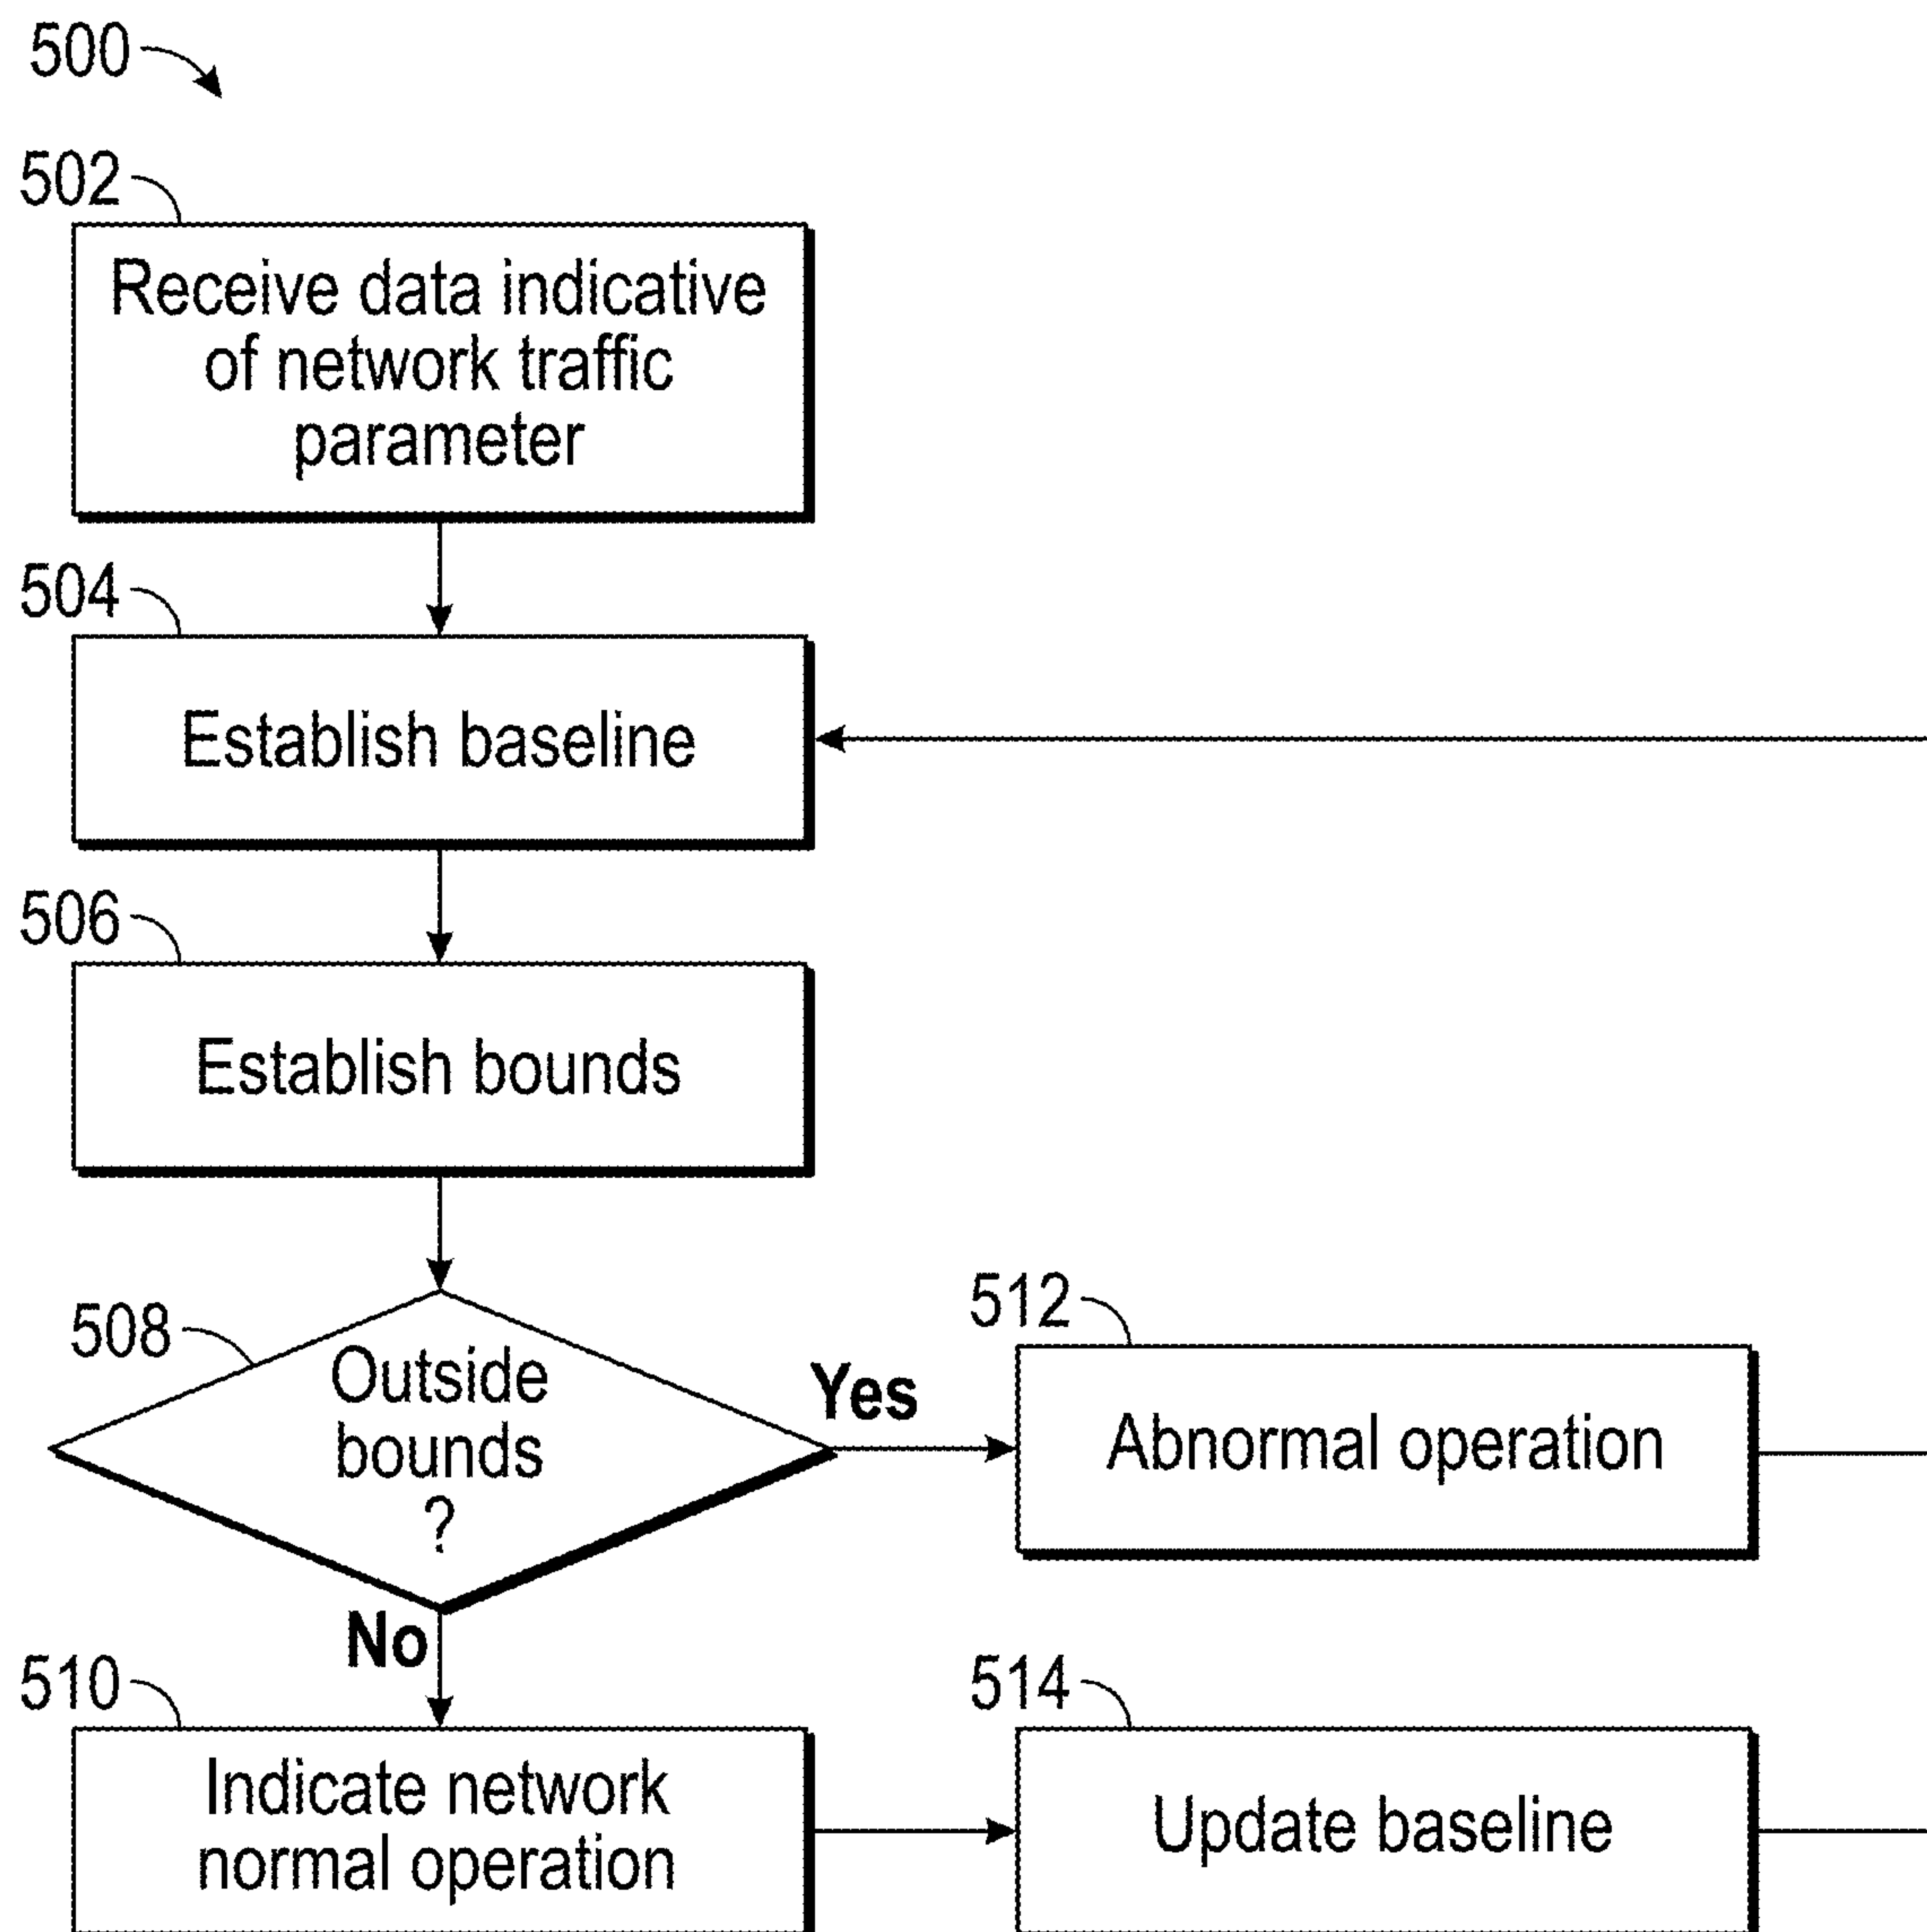 500
502
Receive data indicative
of network traffic
parameter
504
Establish baseline
506
Establish bounds
508
Outside
bounds
?
Yes
512
Abnormal operation
No
510
Indicate network
normal operation
514
Update baseline